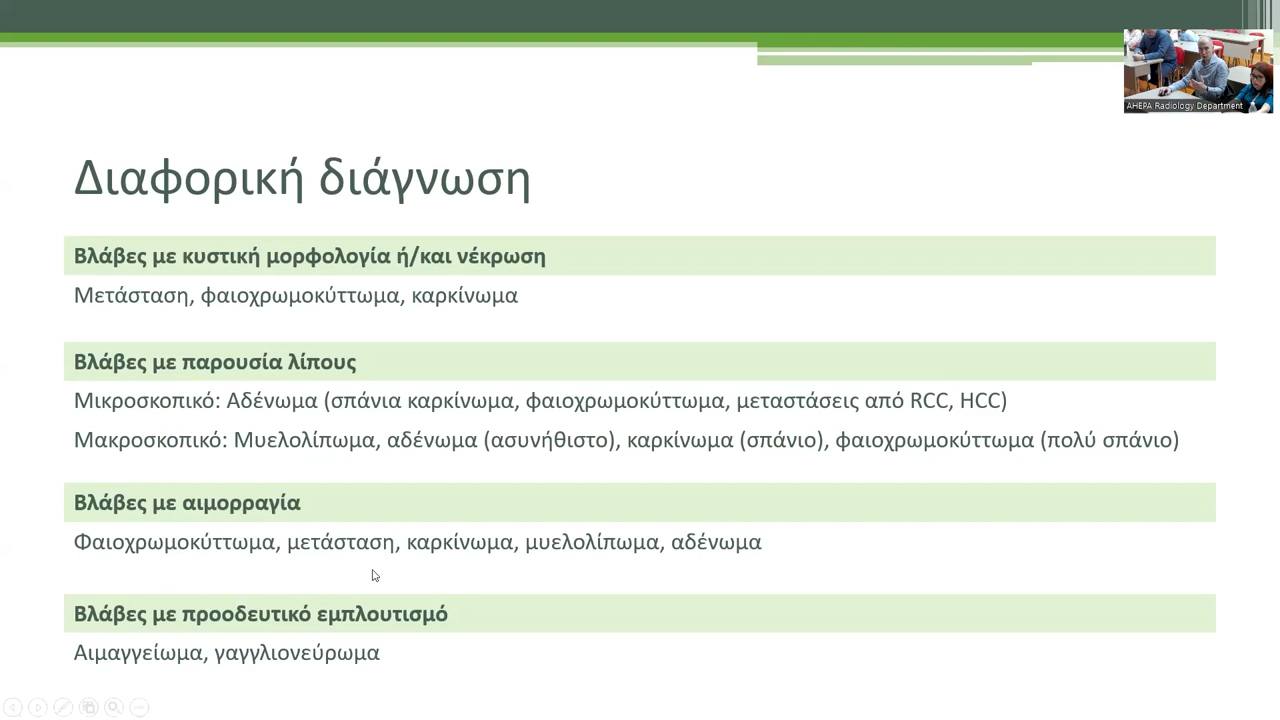 AHEPA Radiology Department
Διαφορική διάγνωση
Βλάβες με κυστική μορφολογία ή/και νέκρωση
Μετάσταση, φαιοχρωμοκύττωμα, καρκίνωμα
Βλάβες με παρουσία λίπους
Μικροσκοπικό: Αδένωμα (σπάνια καρκίνωμα, φαιοχρωμοκύττωμα, μεταστάσεις από RCC, HCC)
Μακροσκοπικό: Μυελολίπωμα, αδένωμα (ασυνήθιστο), καρκίνωμα (σπάνιο), φαιοχρωμοκύττωμα (πολύ σπάνιο)
Βλάβες με αιμορραγία
Φαιοχρωμοκύττωμα, μετάσταση, καρκίνωμα, μυελολίπωμα, αδένωμα
Βλάβες με προοδευτικό εμπλουτισμό
Αιμαγγείωμα, γαγγλιονεύρωμα